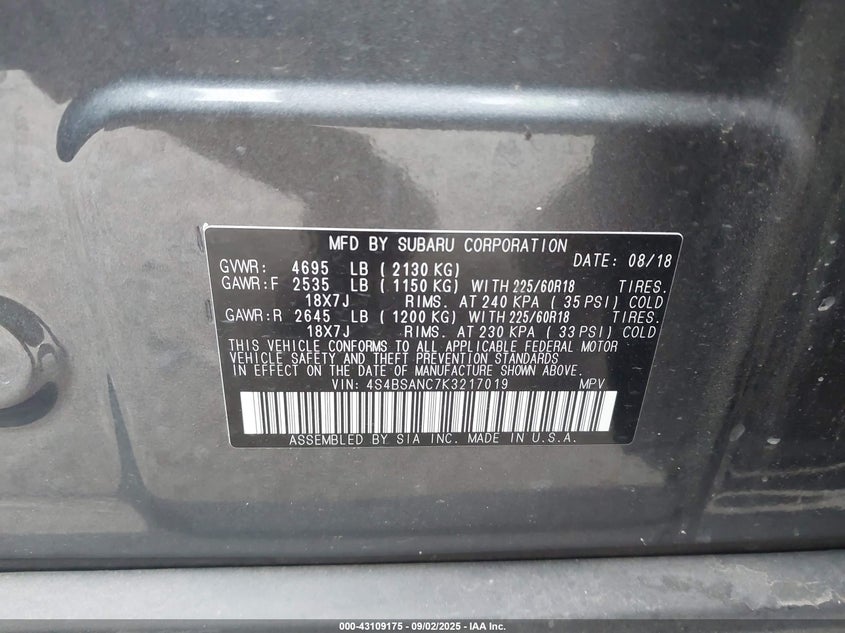 MFD BY SUBARU CORPORATION
GVWR: 4695 LB ( 2130 KG) DATE: 08/18
GAWR:F 2535 LB ( 1150 KG) WITH 225/60R18 TIRES.
18X7J RIMS. AT 240 KPA ( 35 PSI) COLD
GAWR:R 2645 LB ( 1200 KG) WITH 225/60R18 TIRES.
18X7J RIMS. AT 230 KPA ( 33 PSI) COLD
THIS VEHICLE CONFORMS TO ALL APPLICABLE FEDERAL MOTOR
VEHICLE SAFETY AND THEFT PREVENTION STANDARDS
IN EFFECT ON THE DATE OF MANUFACTURE SHOWN ABOVE.
VIN: 4S4BSANC7K3217019 MPV
ASSEMBLED BY SIA INC. MADE IN U.S.A.
000-43109175 - 09/02/2025 - IAA Inc.